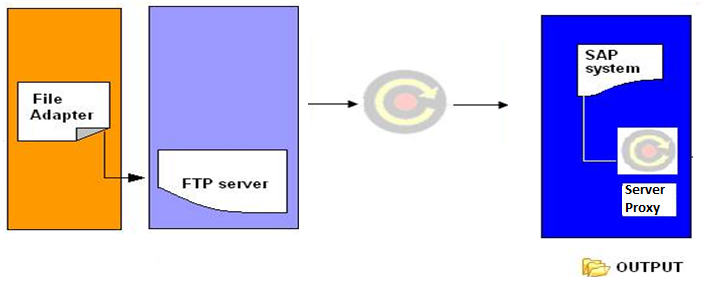 File
Adapter
FTP server
SAP
system
Server
Proxy
OUTPUT